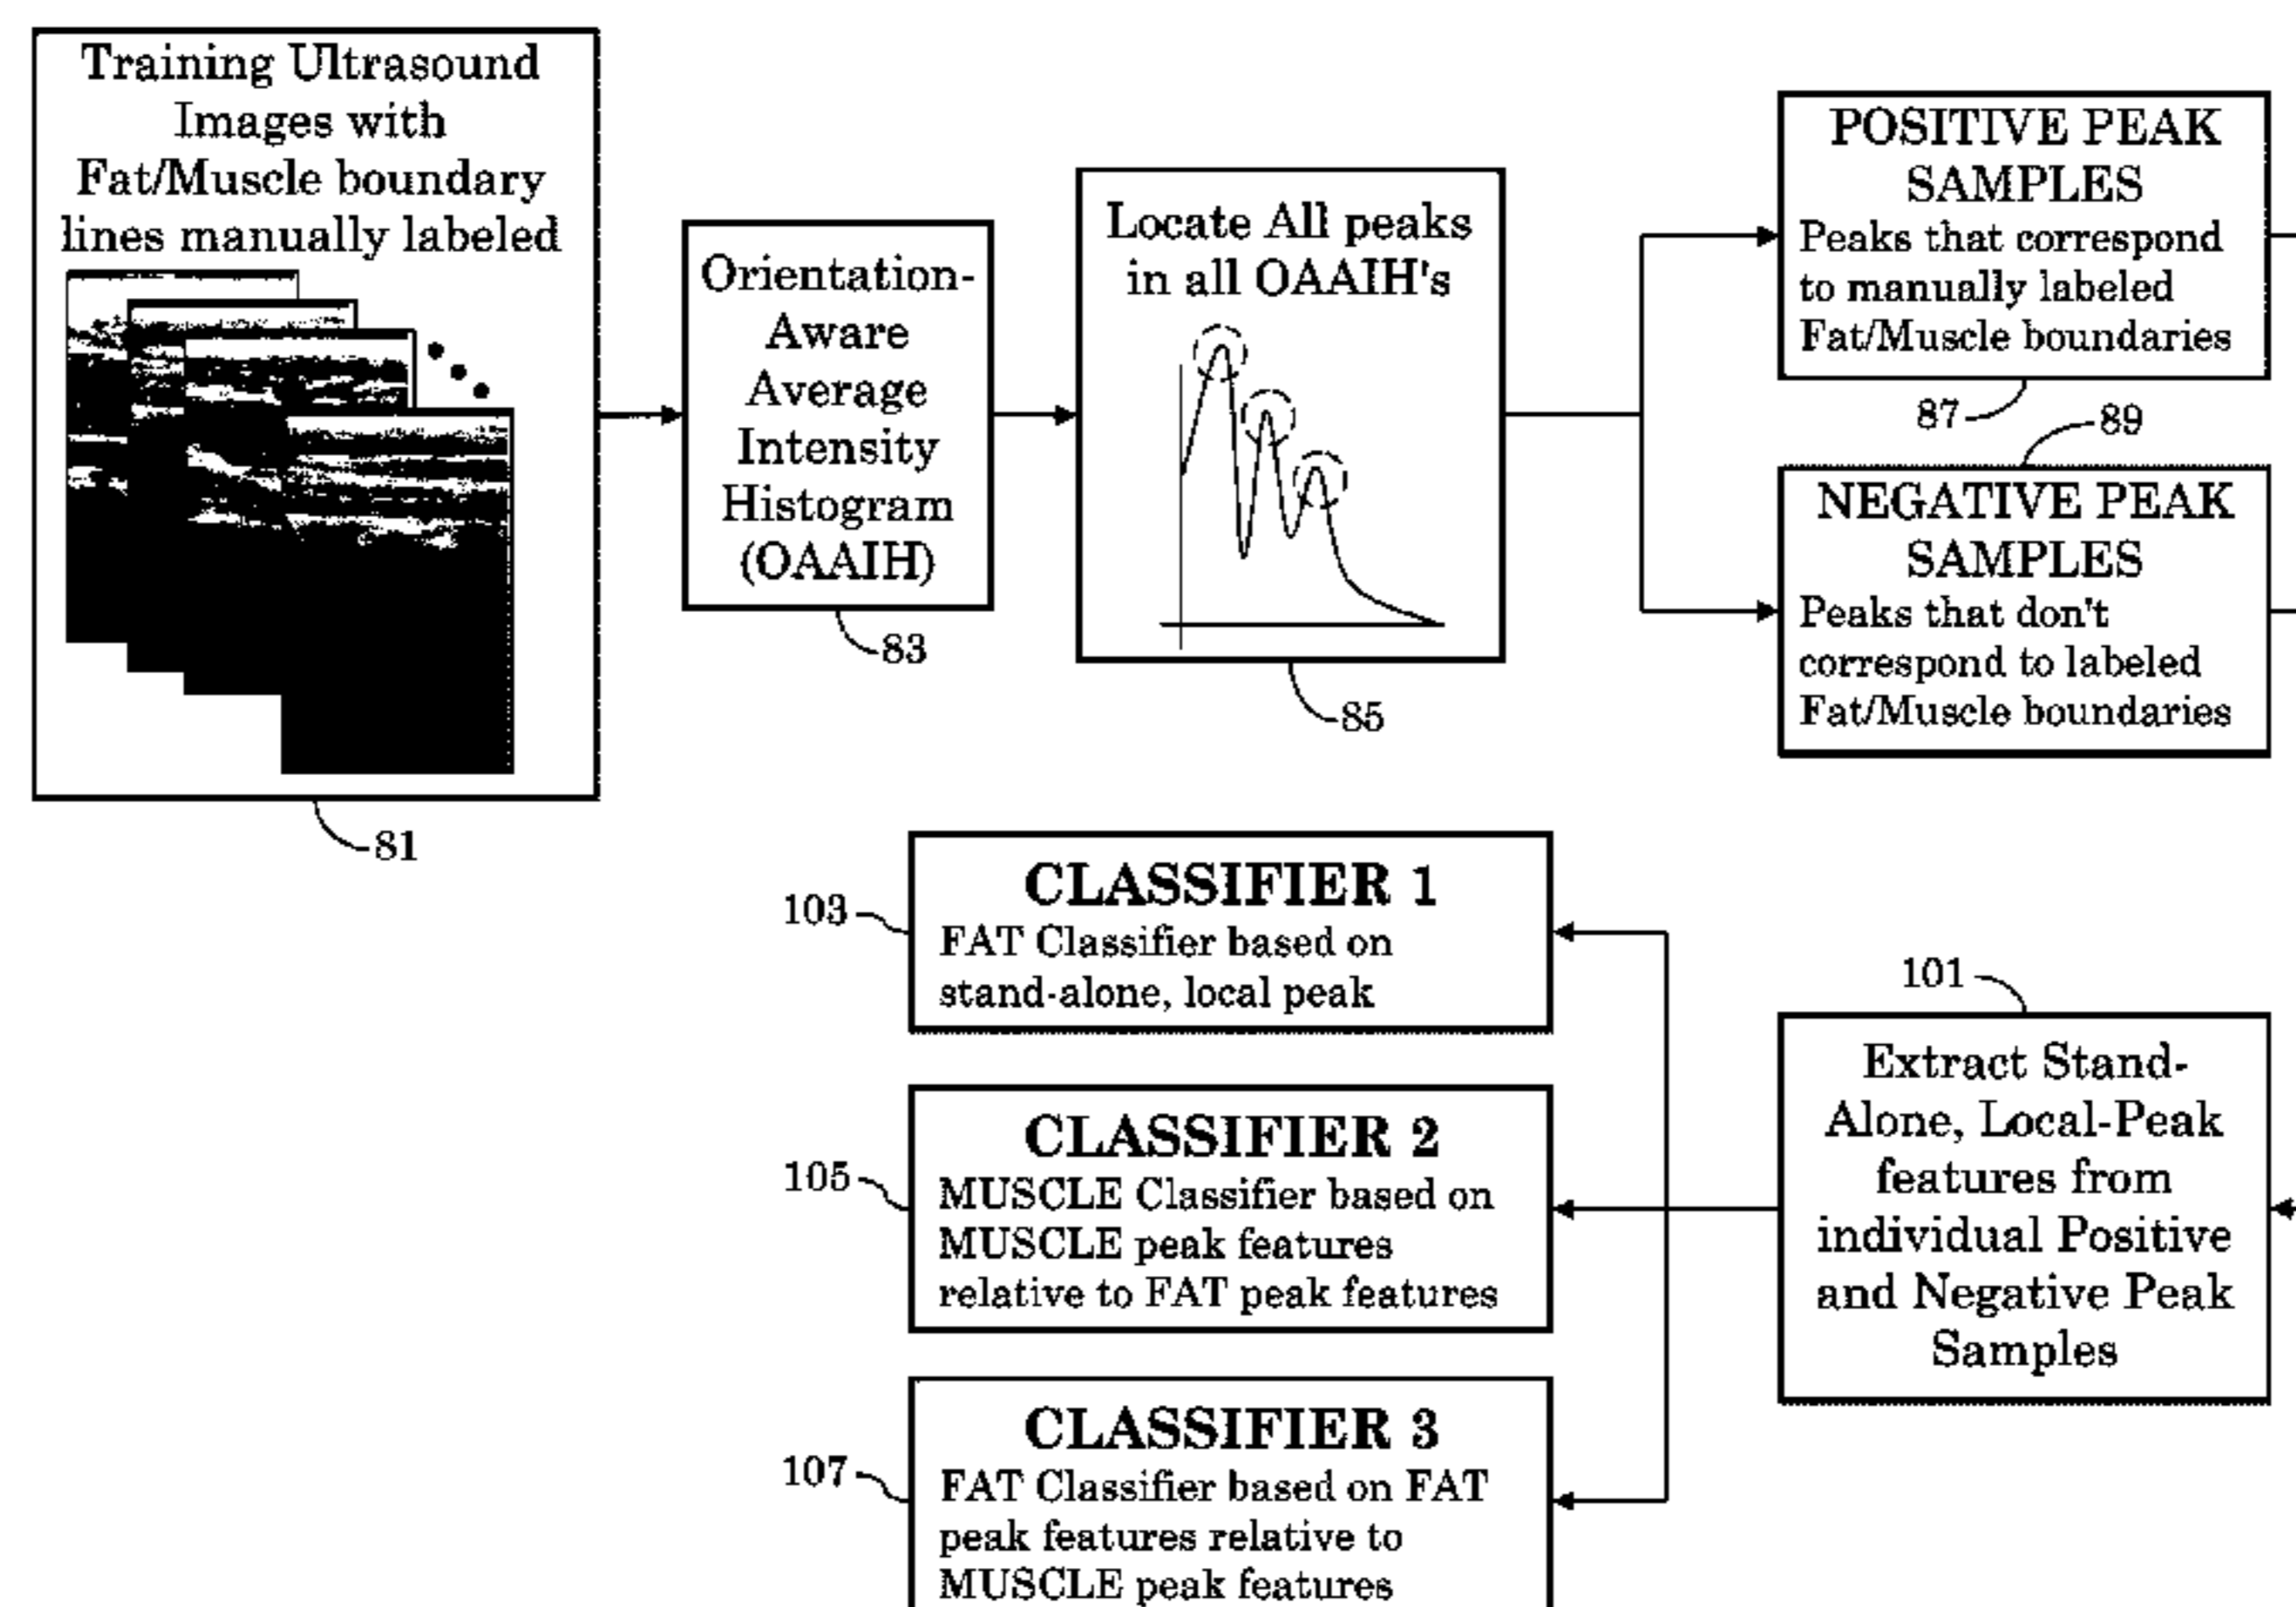 Training Ultrasound
Images with
Fat/Muscle boundary
lines manually labeled
81
Orientation-
Aware
Average
Intensity
Histogram
(OAAIH)
83
Locate All peaks
in all OAAIH's
85
POSITIVE PEAK
SAMPLES
Peaks that correspond
to manually labeled
Fat/Muscle boundaries
87
89
NEGATIVE PEAK
SAMPLES
Peaks that don't
correspond to labeled
Fat/Muscle boundaries
103
CLASSIFIER 1
FAT Classifier based on
stand-alone, local peak
105
CLASSIFIER 2
MUSCLE Classifier based on
MUSCLE peak features
relative to FAT peak features
107
CLASSIFIER 3
FAT Classifier based on FAT
peak features relative to
MUSCLE peak features
101
Extract Stand-
Alone, Local-Peak
features from
individual Positive
and Negative Peak
Samples